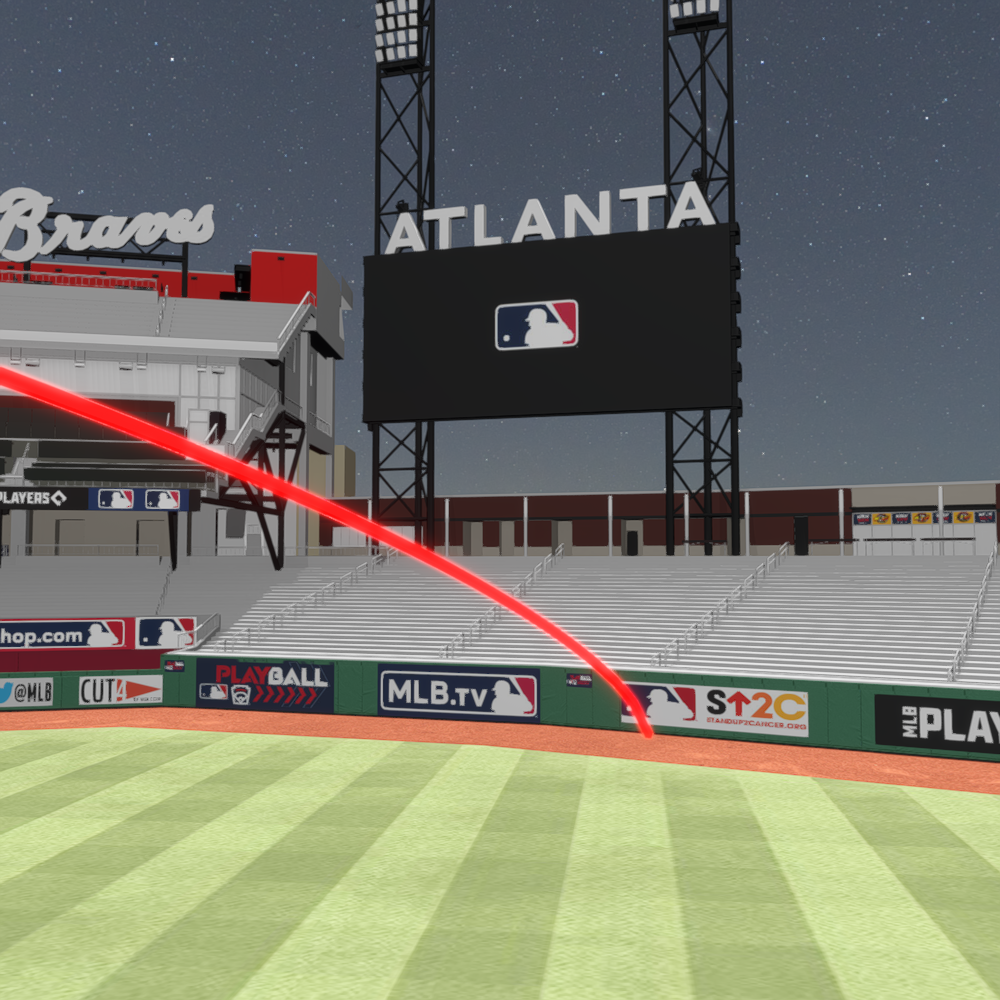 Braves
ATLANTA
PLAYERS
hop.com
@MLB
CUT4
PLAYBALL
MLB.TV
S↑2C
STANDUP2CANCER.ORG
MLB
PLAY